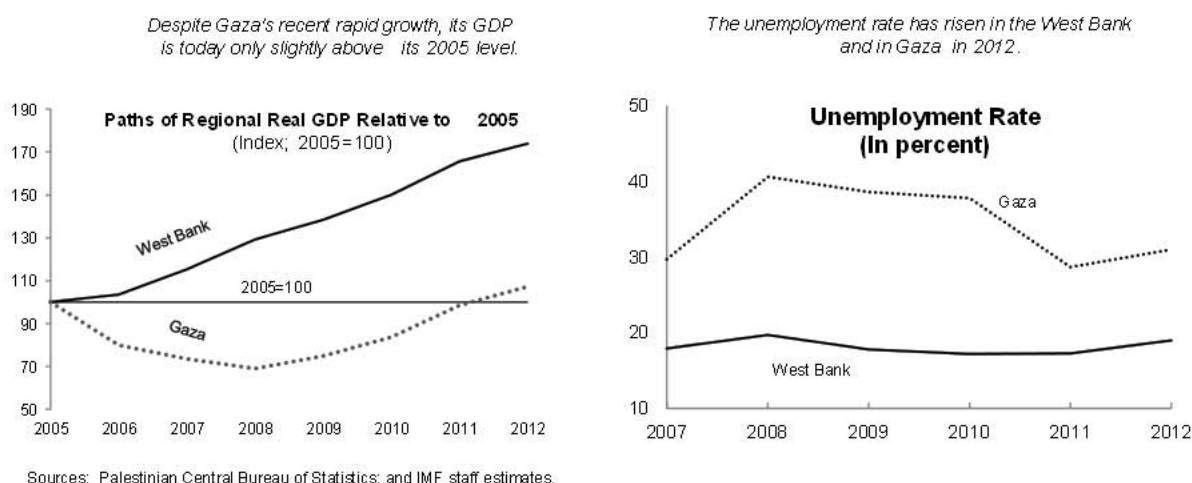 Despite Gaza's recent rapid growth, its GDP
is today only slightly above its 2005 level.
190
170
150
130
110
90
70
50
Paths of Regional Real GDP Relative to 2005
(Index; 2005=100)
West Bank
2005=100
Gaza
2005 2006 2007 2008 2009 2010 2011 2012
Sources: Palestinian Central Bureau of Statistics; and IMF staff estimates.
The unemployment rate has risen in the West Bank
and in Gaza in 2012.
50
40
30
20
10
Unemployment Rate
(In percent)
Gaza
West Bank
2007 2008 2009 2010 2011 2012